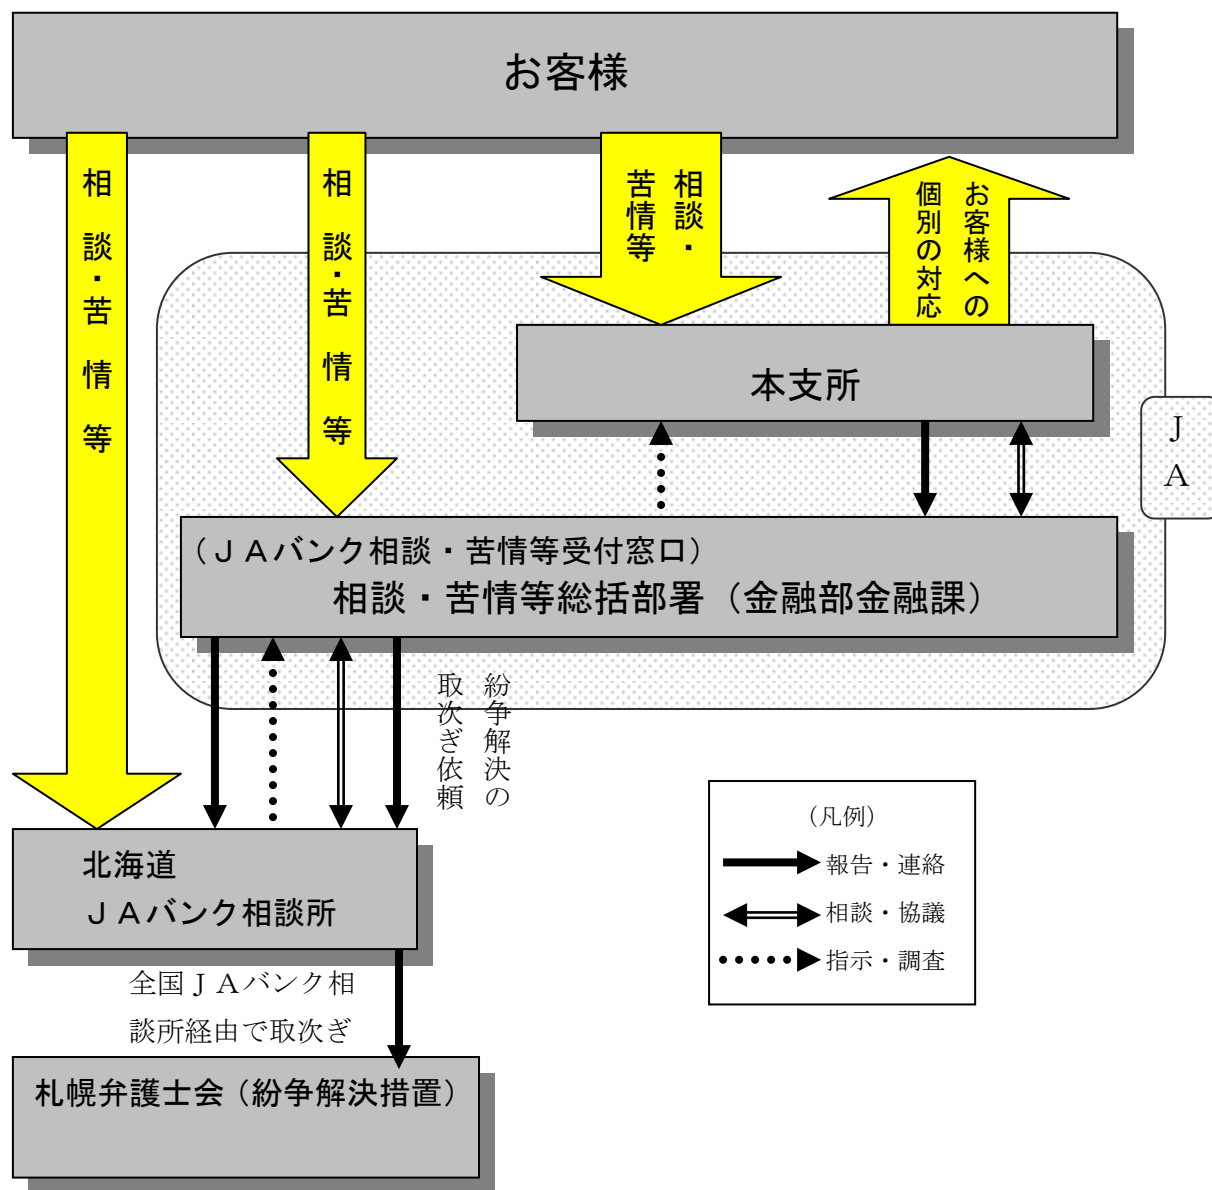 お客様
相談・苦情等
相談・苦情等
相談・
苦情等
お客様への
個別の対応
本支所
ＪＡ
（ＪＡバンク相談・苦情等受付窓口）
相談・苦情等総括部署（金融部金融課）
紛争解決の
取次ぎ依頼
北海道
ＪＡバンク相談所
（凡例）
報告・連絡
相談・協議
指示・調査
全国ＪＡバンク相
談所経由で取次ぎ
札幌弁護士会（紛争解決措置）